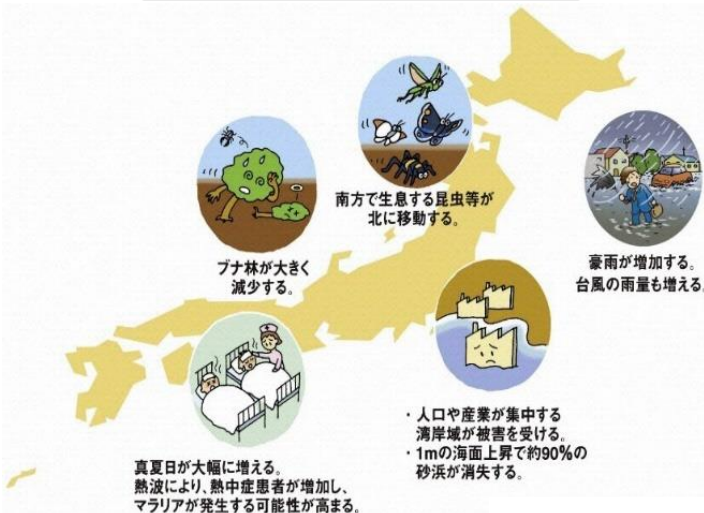 南方で生息する昆虫等が
北に移動する。
ブナ林が大きく
減少する。
豪雨が増加する。
台風の雨量も増える。
・人口や産業が集中する
湾岸域が被害を受ける。
・1mの海面上昇で約90％の
砂浜が消失する。
真夏日が大幅に増える。
熱波により、熱中症患者が増加し、
マラリアが発生する可能性が高まる。